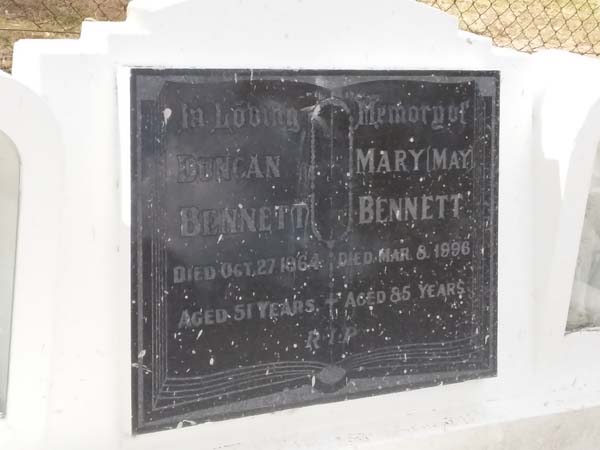 In Loving Memory of
DUNCAN MARY (MAY)
BENNETT BENNETT
DIED OCT. 27 1964. DIED MAR. 8. 1996
AGED 51 YEARS. AGED 85 YEARS.
R.I.P